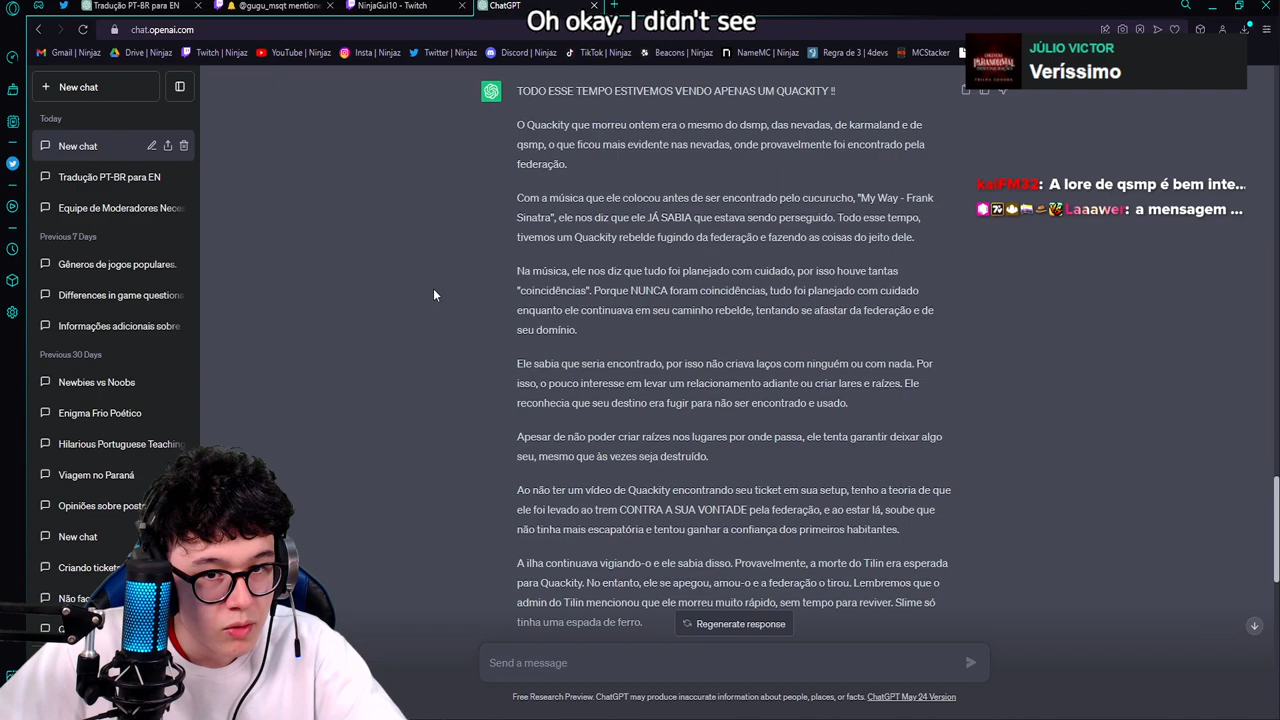 Tradução PT-BR para EN
@gugu_msqt mentione
NinjaGui10 - Twitch
ChatGPT
Oh okay, I didn't see
chat.openai.com
Gmail | Ninjaz
Drive | Ninjaz
Twitch | Ninjaz
YouTube | Ninjaz
Insta | Ninjaz
Twitter | Ninjaz
Discord | Ninjaz
TikTok | Ninjaz
Beacons | Ninjaz
NameMC | Ninjaz
Regra de 3 | 4devs
MCStacker
JÚLIO VICTOR
Veríssimo
New chat
Today
New chat
Tradução PT-BR para EN
Equipe de Moderadores Neces
Previous 7 Days
Gêneros de jogos populares.
Differences in game questions
Informações adicionais sobre
Previous 30 Days
Newbies vs Noobs
Enigma Frio Poético
Hilarious Portuguese Teaching
Viagem no Paraná
Opiniões sobre posto
New chat
Criando tickets
Não fac
TODO ESSE TEMPO ESTIVEMOS VENDO APENAS UM QUACKITY !!
O Quackity que morreu ontem era o mesmo do dsmp, das nevadas, de karmaland e de
qsmp, o que ficou mais evidente nas nevadas, onde provavelmente foi encontrado pela
federação.
Com a música que ele colocou antes de ser encontrado pelo cucurucho, "My Way - Frank
Sinatra", ele nos diz que ele JÁ SABIA que estava sendo perseguido. Todo esse tempo,
tivemos um Quackity rebelde fugindo da federação e fazendo as coisas do jeito dele.
Na música, ele nos diz que tudo foi planejado com cuidado, por isso houve tantas
"coincidências". Porque NUNCA foram coincidências, tudo foi planejado com cuidado
enquanto ele continuava em seu caminho rebelde, tentando se afastar da federação e de
seu domínio.
Ele sabia que seria encontrado, por isso não criava laços com ninguém ou com nada. Por
isso, o pouco interesse em levar um relacionamento adiante ou criar lares e raízes. Ele
reconhecia que seu destino era fugir para não ser encontrado e usado.
Apesar de não poder criar raízes nos lugares por onde passa, ele tenta garantir deixar algo
seu, mesmo que às vezes seja destruído.
Ao não ter um vídeo de Quackity encontrando seu ticket em sua setup, tenho a teoria de que
ele foi levado ao trem CONTRA A SUA VONTADE pela federação, e ao estar lá, soube que
não tinha mais escapatória e tentou ganhar a confiança dos primeiros habitantes.
A ilha continuava vigiando-o e ele sabia disso. Provavelmente, a morte do Tilin era esperada
para Quackity. No entanto, ele se apegou, amou-o e a federação o tirou. Lembremos que o
admin do Tilin mencionou que ele morreu muito rápido, sem tempo para reviver. Slime só
tinha uma espada de ferro.
Regenerate response
Send a message
Free Research Preview. ChatGPT may produce inaccurate information about people, places, or facts. ChatGPT May 24 Version
kaiFM32: A lore de qsmp é bem inte...
Laaawer: a mensagem ...